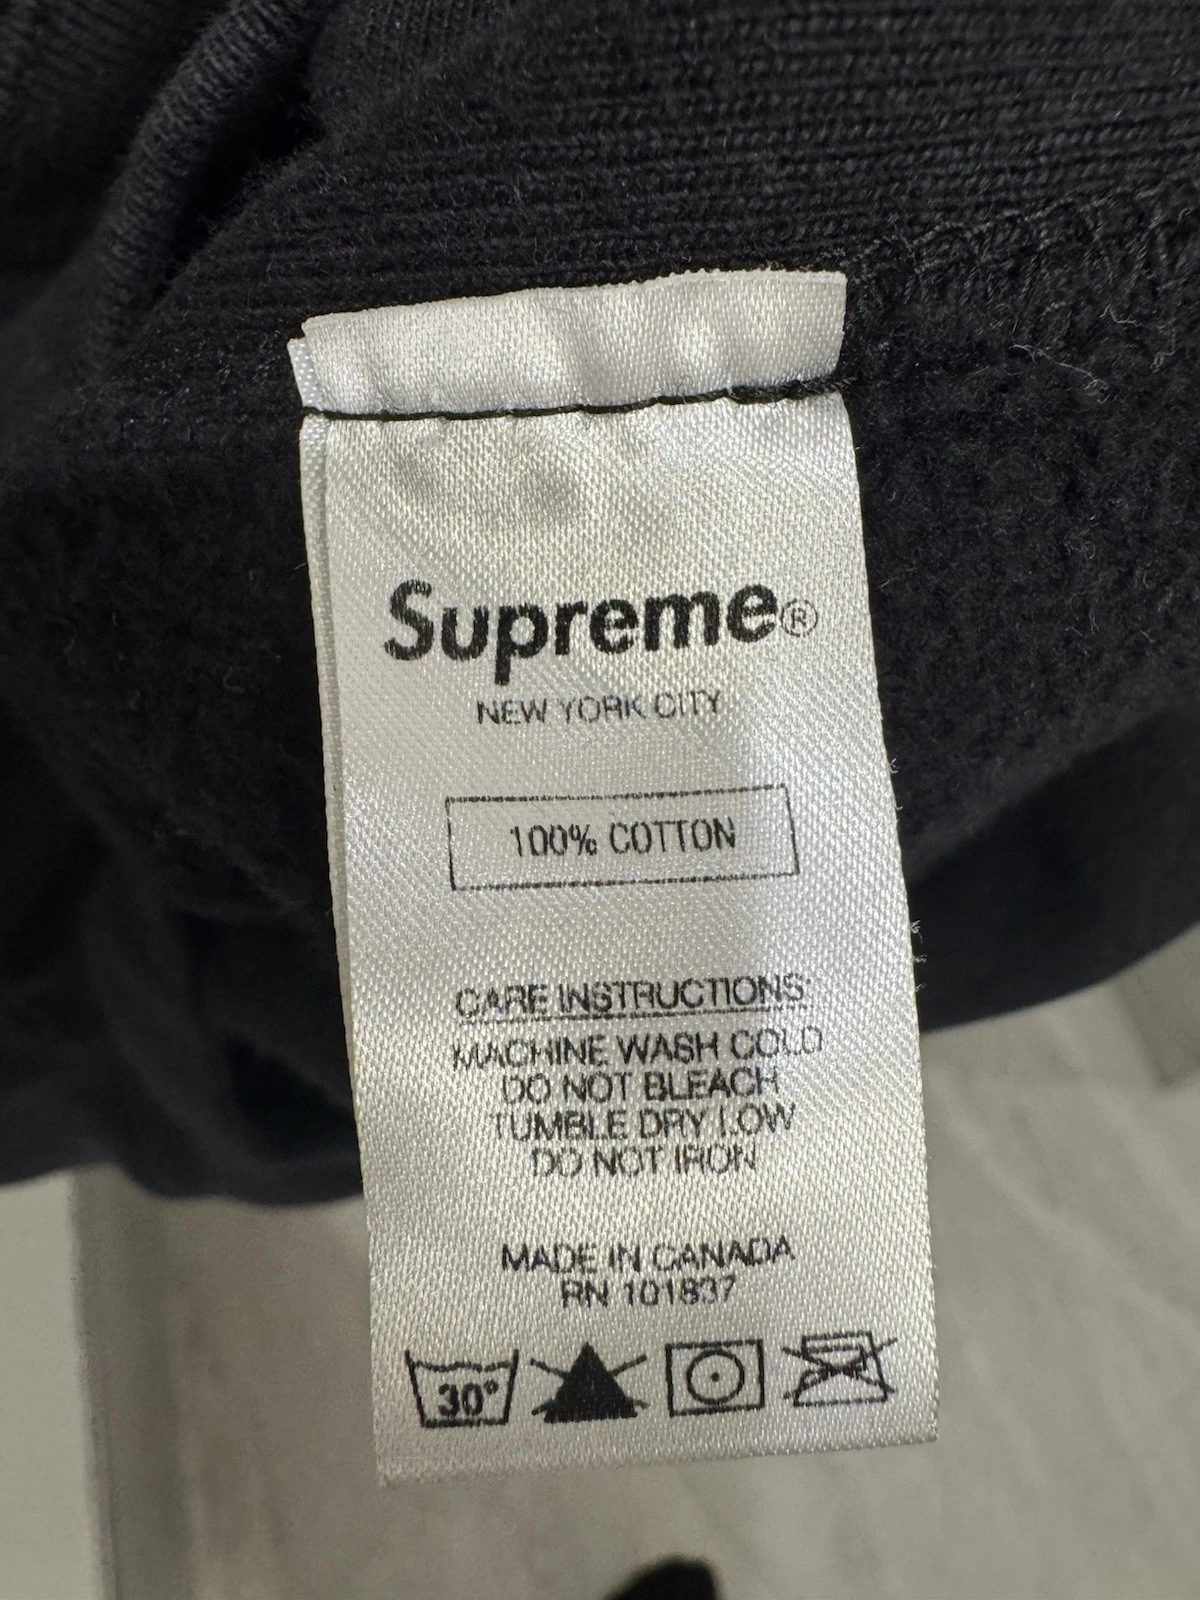 Supreme®
NEW YORK CITY
100% COTTON
CARE INSTRUCTIONS:
MACHINE WASH COLD
DO NOT BLEACH
TUMBLE DRY LOW
DO NOT IRON
MADE IN CANADA
RN 101837
30°